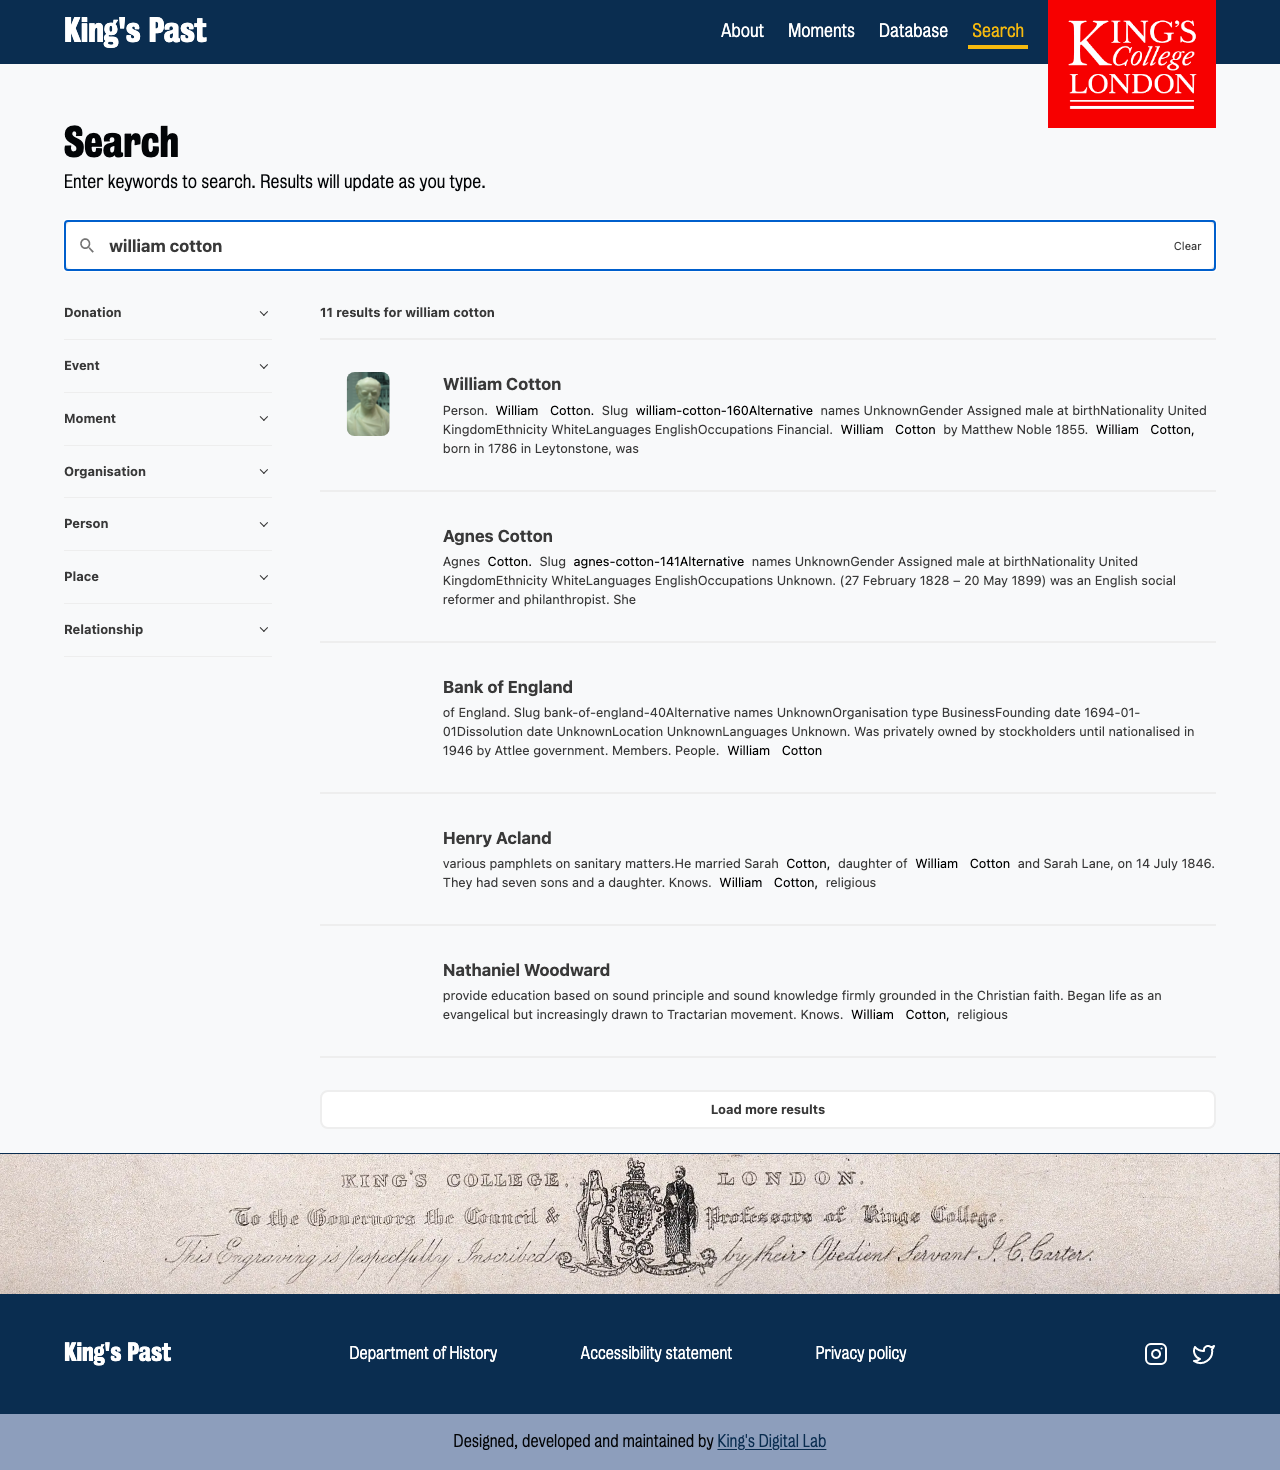 King's Past
About Moments Database Search
KING'S
College
LONDON
Search
Enter keywords to search. Results will update as you type.
william cotton
Clear
Donation
Event
Moment
Organisation
Person
Place
Relationship
11 results for william cotton
William Cotton
Person. William Cotton. Slug william-cotton-160Alternative names UnknownGender Assigned male at birthNationality United
KingdomEthnicity WhiteLanguages EnglishOccupations Financial. William Cotton by Matthew Noble 1855. William Cotton,
born in 1786 in Leytonstone, was
Agnes Cotton
Agnes Cotton. Slug agnes-cotton-141Alternative names UnknownGender Assigned male at birthNationality United
KingdomEthnicity WhiteLanguages EnglishOccupations Unknown. (27 February 1828 – 20 May 1899) was an English social
reformer and philanthropist. She
Bank of England
of England. Slug bank-of-england-40Alternative names UnknownOrganisation type BusinessFounding date 1694-01-
01Dissolution date UnknownLocation UnknownLanguages Unknown. Was privately owned by stockholders until nationalised in
1946 by Attlee government. Members. People. William Cotton
Henry Acland
various pamphlets on sanitary matters.He married Sarah Cotton, daughter of William Cotton and Sarah Lane, on 14 July 1846.
They had seven sons and a daughter. Knows. William Cotton, religious
Nathaniel Woodward
provide education based on sound principle and sound knowledge firmly grounded in the Christian faith. Began life as an
evangelical but increasingly drawn to Tractarian movement. Knows. William Cotton, religious
Load more results
KING'S COLLEGE, LONDON.
To the Governors the Council & Professors of Kings College.
This Engraving is respectfully Inscribed by their Obedient Servant J. C. Carter.
King's Past
Department of History
Accessibility statement
Privacy policy
Designed, developed and maintained by King's Digital Lab